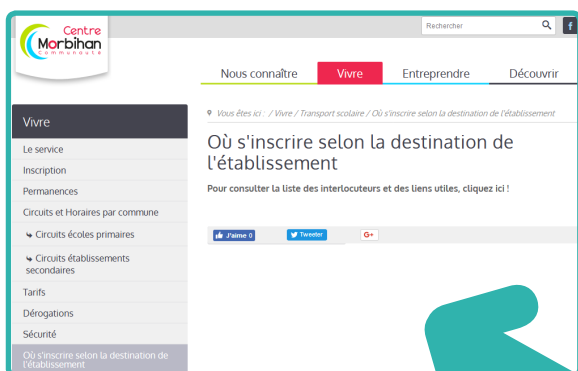 Centre
Morbihan
Communauté
Rechercher
f
Nous connaître
Vivre
Entreprendre
Découvrir
Vous êtes ici : / Vivre / Transport scolaire / Où s'inscrire selon la destination de l'établissement
Vivre
Le service
Inscription
Permanences
Circuits et Horaires par commune
↳ Circuits écoles primaires
↳ Circuits établissements
secondaires
Tarifs
Dérogations
Sécurité
Où s'inscrire selon la destination de
l'établissement
Où s'inscrire selon la destination de
l'établissement
Pour consulter la liste des interlocuteurs et des liens utiles, cliquez ici !
J'aime 0
Tweeter
G+